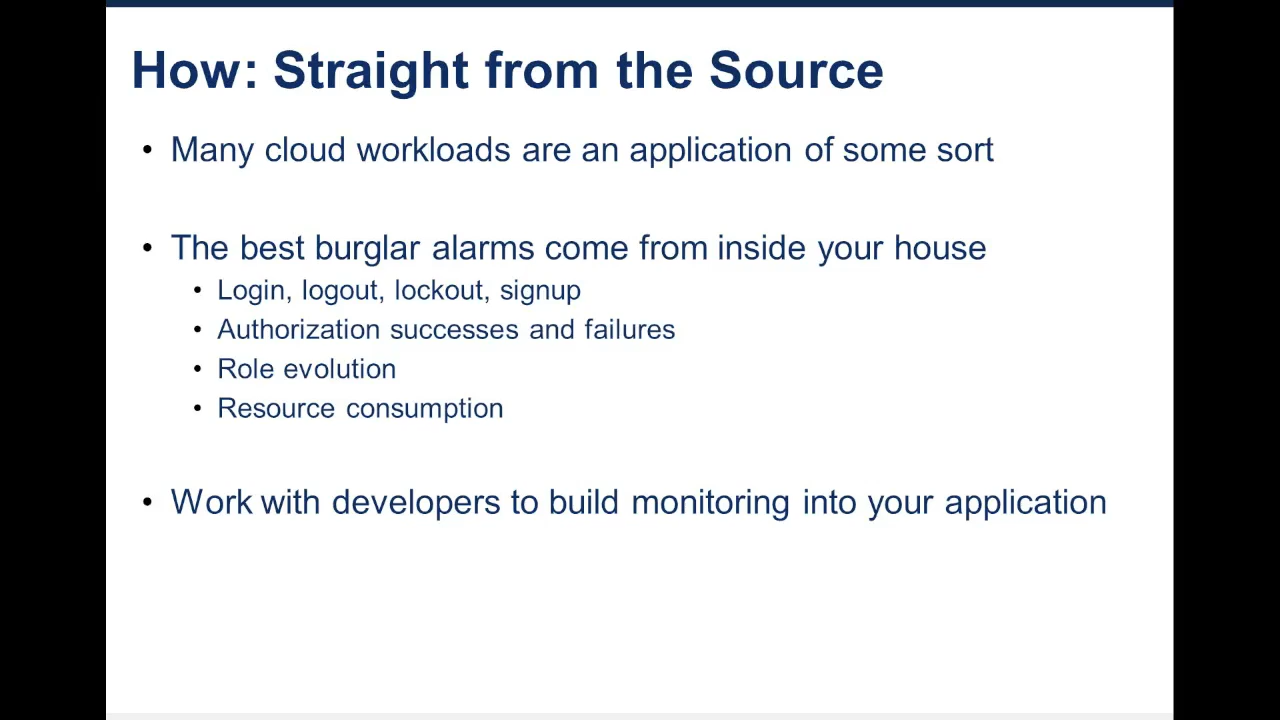 How: Straight from the Source
• Many cloud workloads are an application of some sort
• The best burglar alarms come from inside your house
• Login, logout, lockout, signup
• Authorization successes and failures
• Role evolution
• Resource consumption
• Work with developers to build monitoring into your application